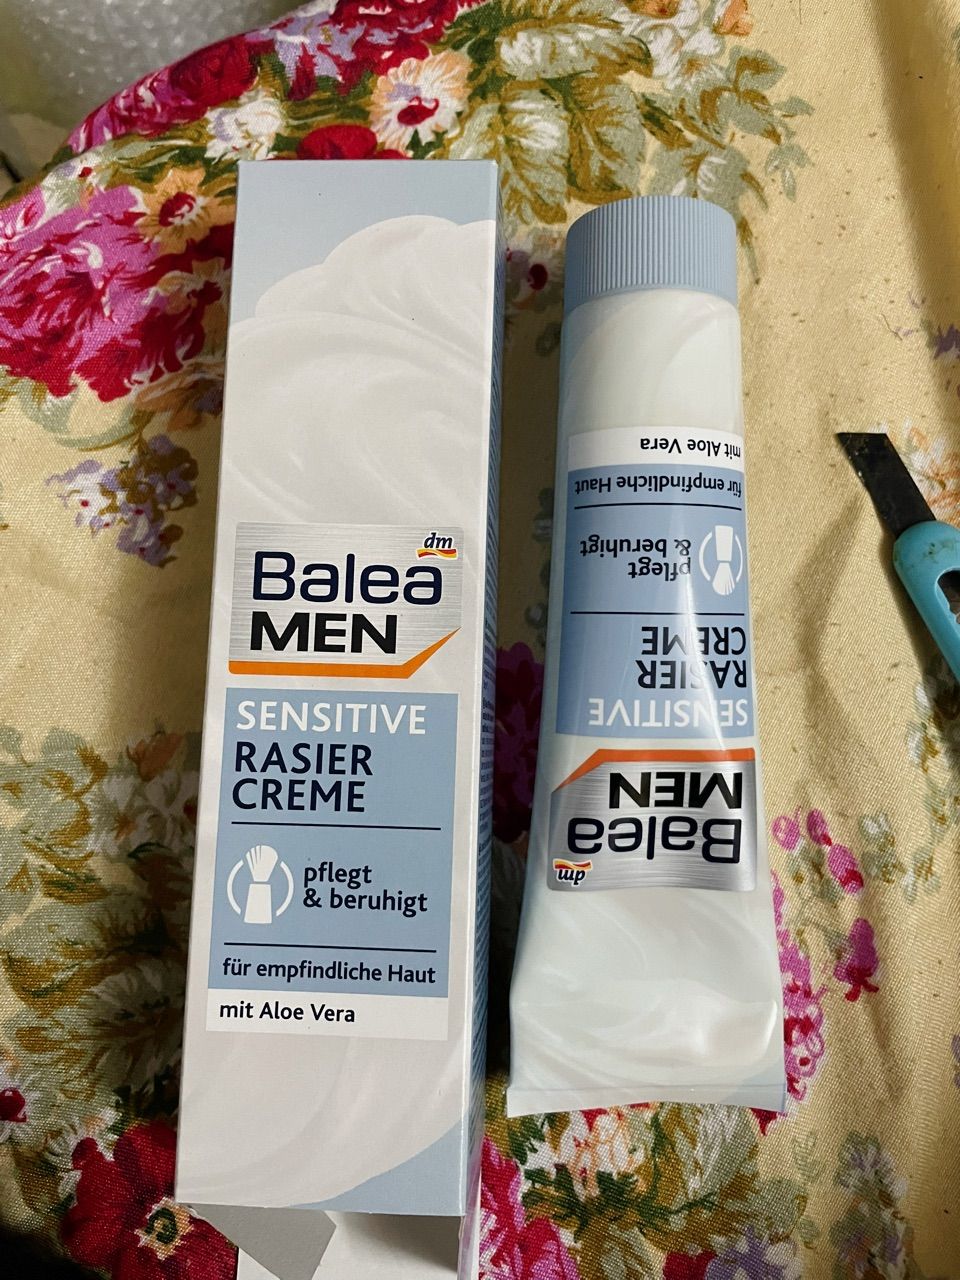 dm
Balea
MEN
SENSITIVE
RASIER
CREME
pflegt
& beruhigt
für empfindliche Haut
mit Aloe Vera
dm
Balea
MEN
SENSITIVE
RASIER
CREME
pflegt
& beruhigt
für empfindliche Haut
mit Aloe Vera